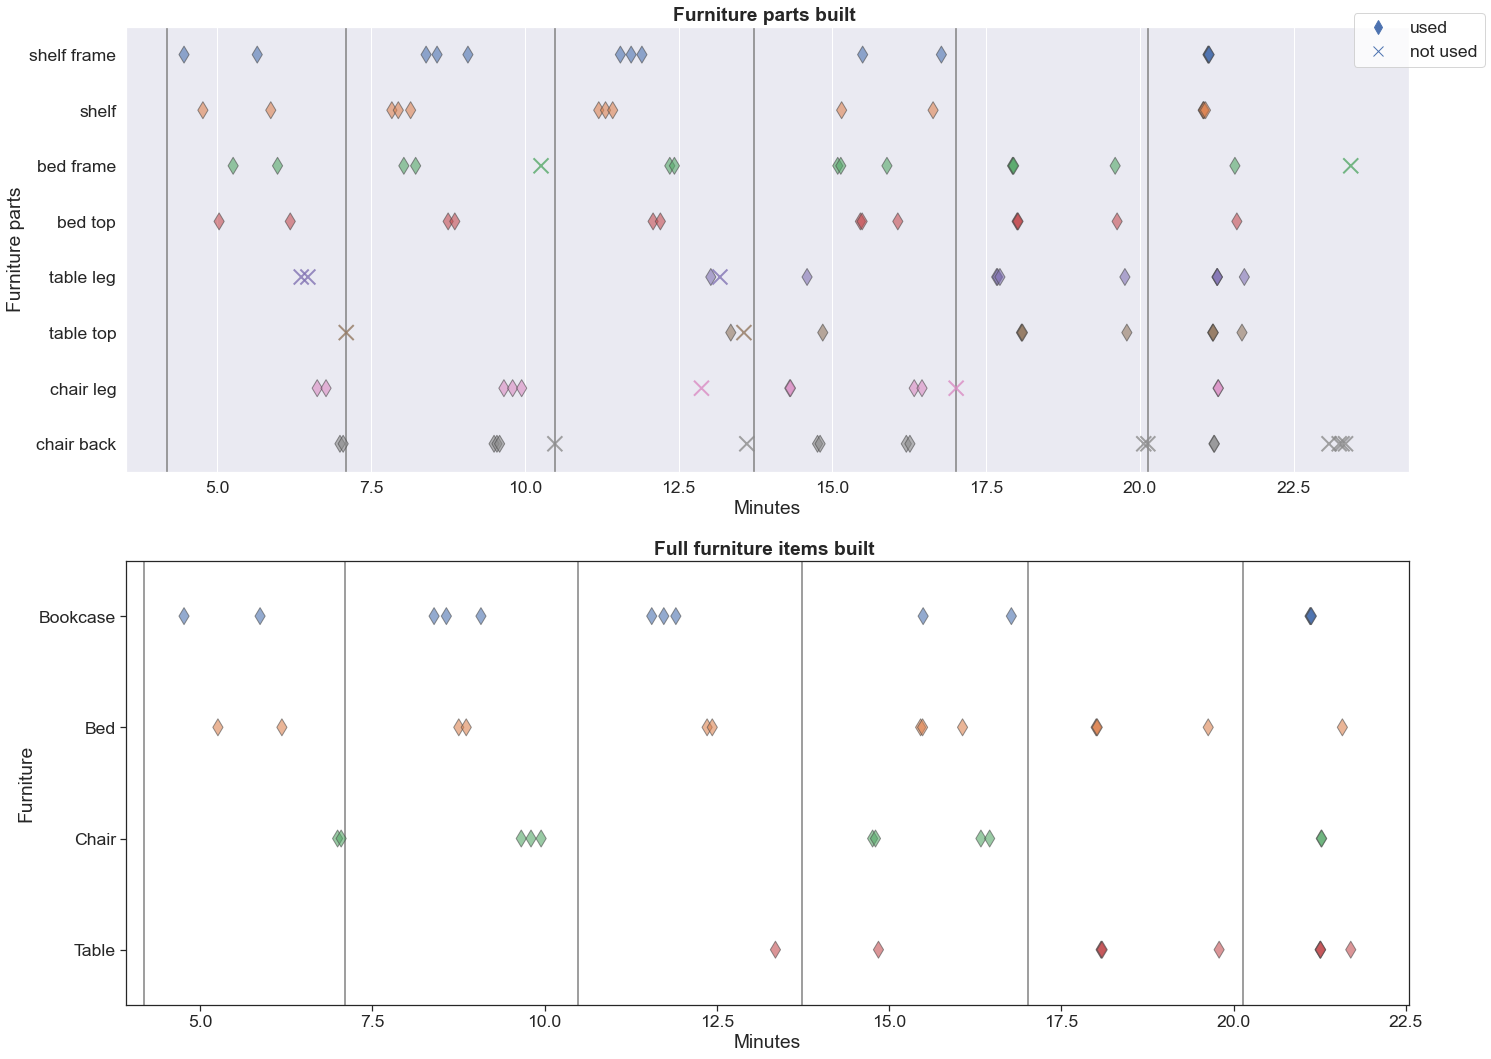 Furniture parts built
used
not used
Furniture parts
shelf frame
shelf
bed frame
bed top
table leg
table top
chair leg
chair back
5.0 7.5 10.0 12.5 15.0 17.5 20.0 22.5
Minutes
Full furniture items built
Furniture
Bookcase
Bed
Chair
Table
5.0 7.5 10.0 12.5 15.0 17.5 20.0 22.5
Minutes